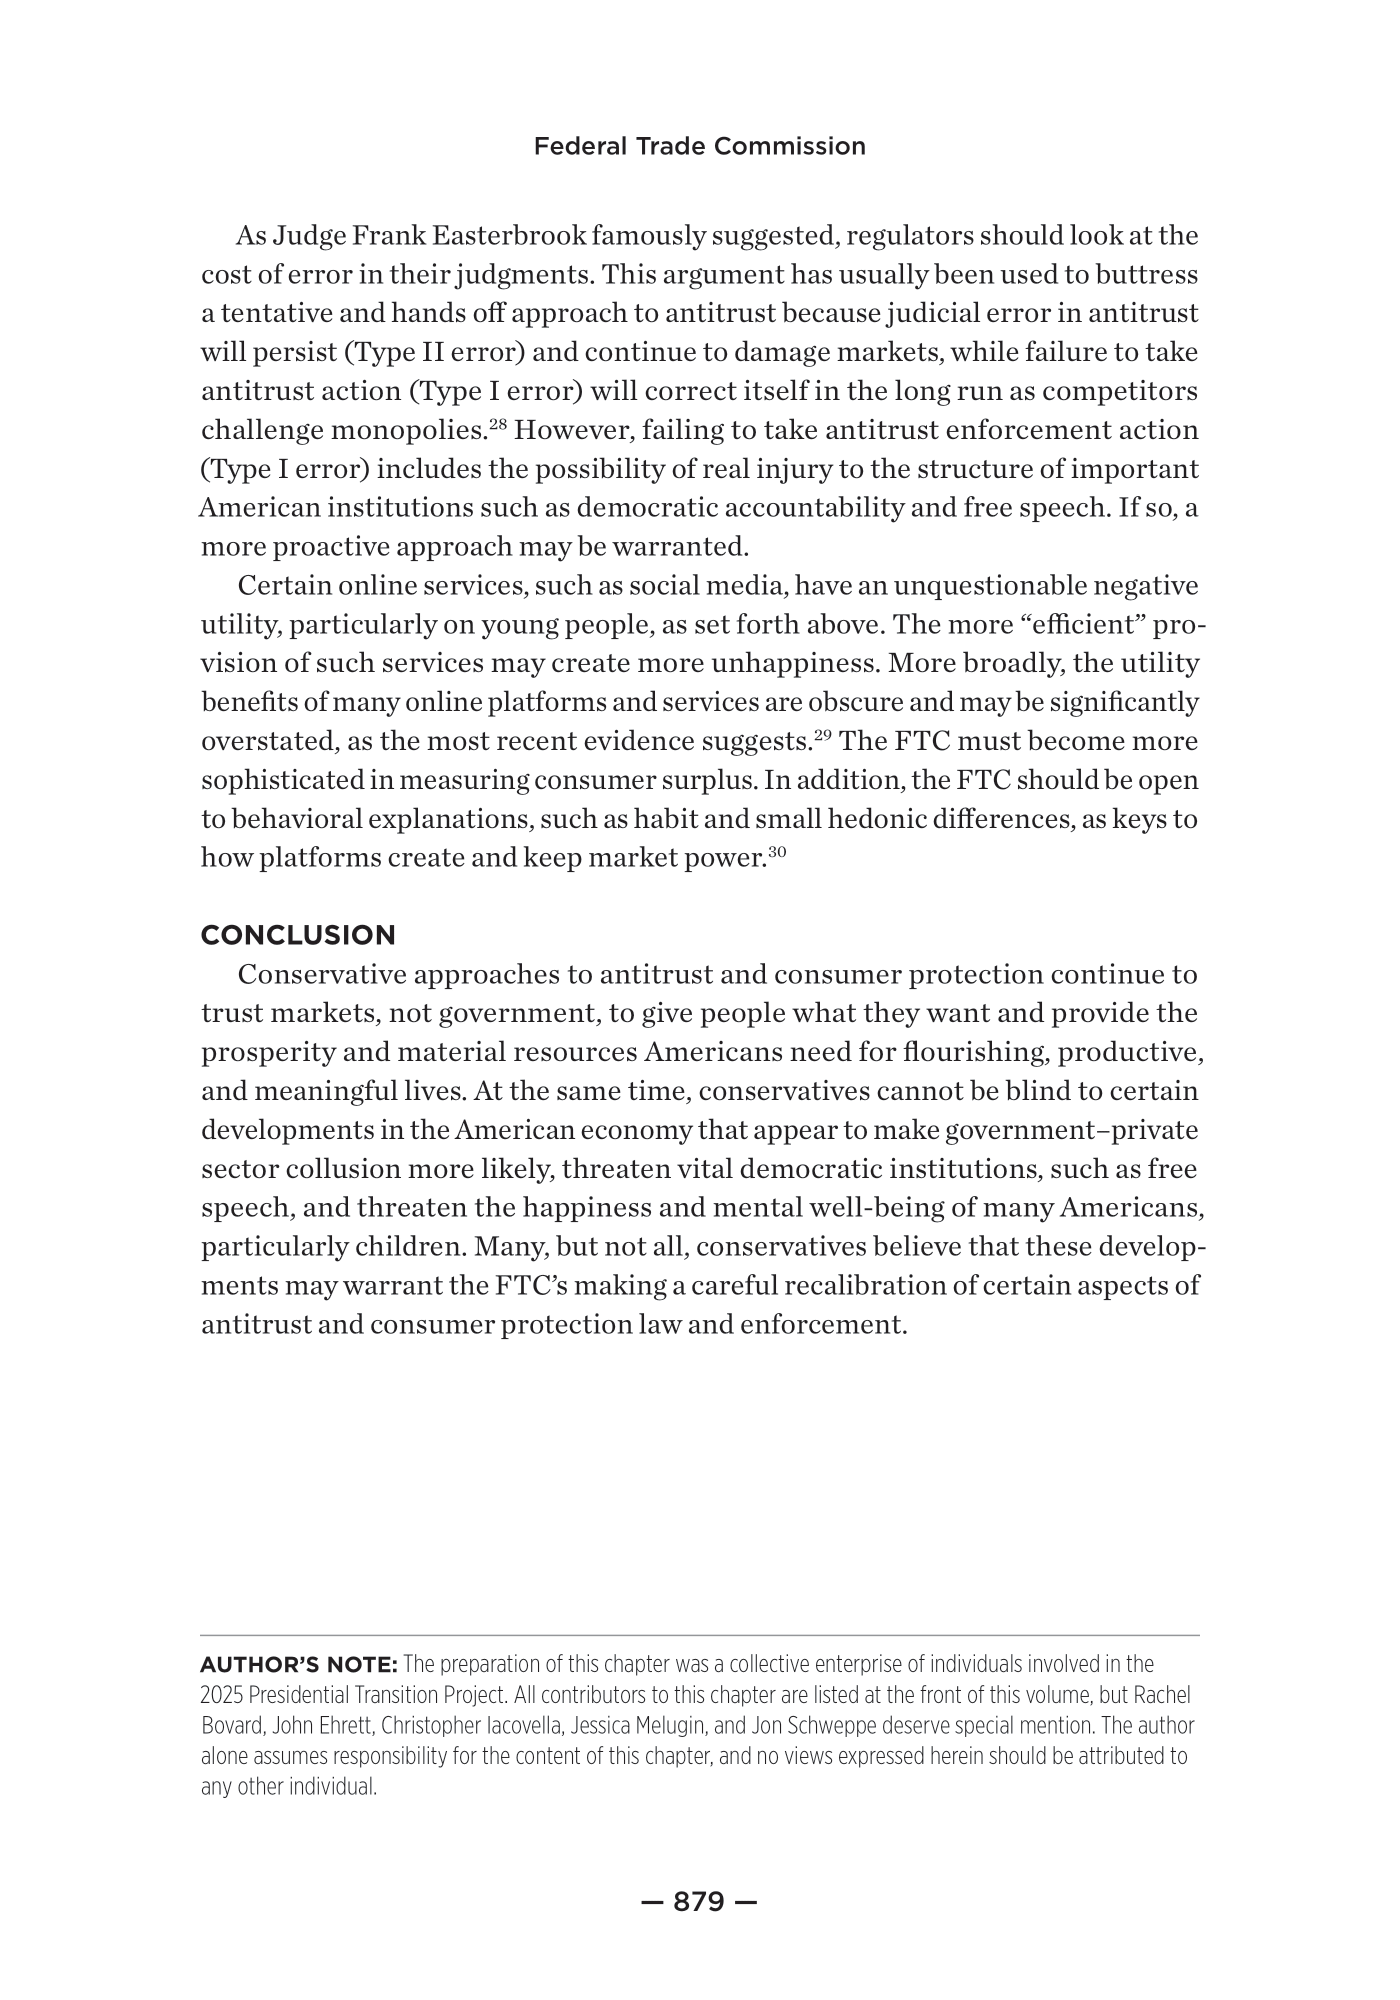 Federal Trade Commission
As Judge Frank Easterbrook famously suggested, regulators should look at the
cost of error in their judgments. This argument has usually been used to buttress
a tentative and hands off approach to antitrust because judicial error in antitrust
will persist (Type II error) and continue to damage markets, while failure to take
antitrust action (Type I error) will correct itself in the long run as competitors
challenge monopolies.28 However, failing to take antitrust enforcement action
(Type I error) includes the possibility of real injury to the structure of important
American institutions such as democratic accountability and free speech. If so, a
more proactive approach may be warranted.
Certain online services, such as social media, have an unquestionable negative
utility, particularly on young people, as set forth above. The more “efficient” pro-
vision of such services may create more unhappiness. More broadly, the utility
benefits of many online platforms and services are obscure and may be significantly
overstated, as the most recent evidence suggests.29 The FTC must become more
sophisticated in measuring consumer surplus. In addition, the FTC should be open
to behavioral explanations, such as habit and small hedonic differences, as keys to
how platforms create and keep market power.30
CONCLUSION
Conservative approaches to antitrust and consumer protection continue to
trust markets, not government, to give people what they want and provide the
prosperity and material resources Americans need for flourishing, productive,
and meaningful lives. At the same time, conservatives cannot be blind to certain
developments in the American economy that appear to make government–private
sector collusion more likely, threaten vital democratic institutions, such as free
speech, and threaten the happiness and mental well-being of many Americans,
particularly children. Many, but not all, conservatives believe that these develop-
ments may warrant the FTC’s making a careful recalibration of certain aspects of
antitrust and consumer protection law and enforcement.
AUTHOR’S NOTE: The preparation of this chapter was a collective enterprise of individuals involved in the
2025 Presidential Transition Project. All contributors to this chapter are listed at the front of this volume, but Rachel
Bovard, John Ehrett, Christopher Iacovella, Jessica Melugin, and Jon Schweppe deserve special mention. The author
alone assumes responsibility for the content of this chapter, and no views expressed herein should be attributed to
any other individual.
— 879 —